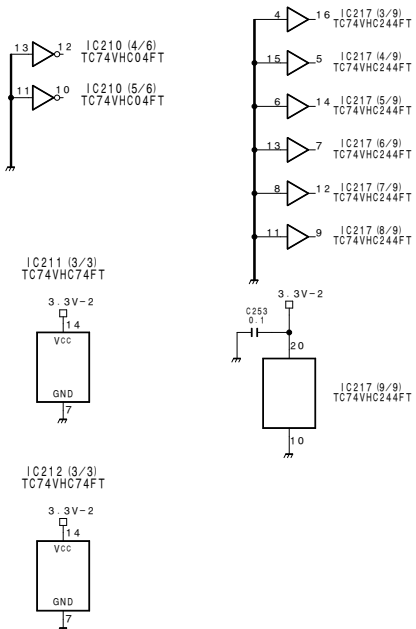 13 12 IC210 (4/6)
TC74VHC04FT
11 10 IC210 (5/6)
TC74VHC04FT
4 16 IC217 (3/9)
TC74VHC244FT
15 5 IC217 (4/9)
TC74VHC244FT
6 14 IC217 (5/9)
TC74VHC244FT
13 7 IC217 (6/9)
TC74VHC244FT
8 12 IC217 (7/9)
TC74VHC244FT
11 9 IC217 (8/9)
TC74VHC244FT
IC211 (3/3)
TC74VHC74FT
3.3V-2
14
VCC
GND
7
3.3V-2
C253
0.1
20
IC217 (9/9)
TC74VHC244FT
10
IC212 (3/3)
TC74VHC74FT
3.3V-2
14
VCC
GND
7